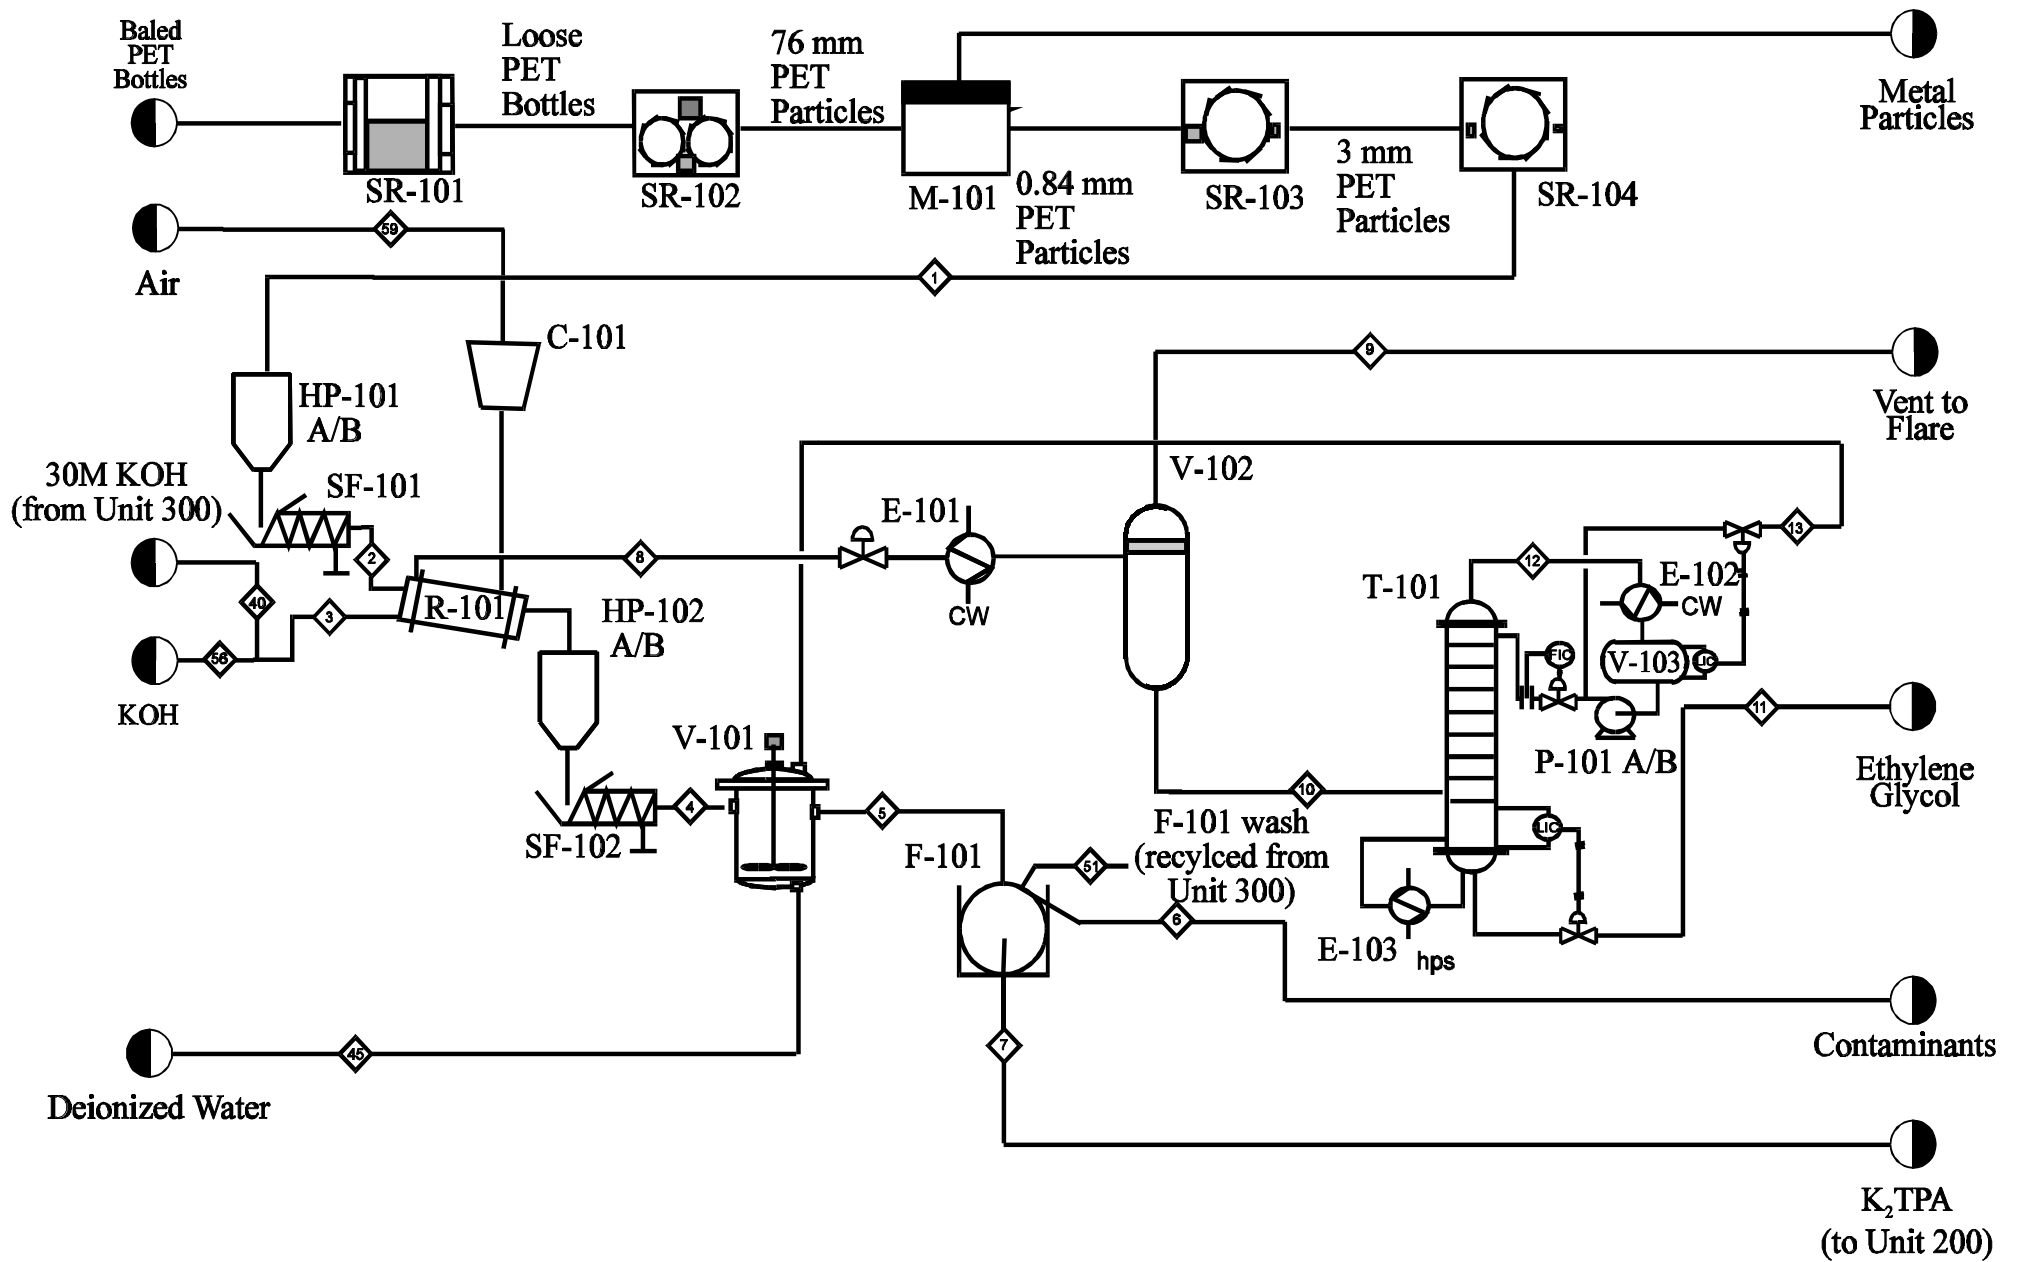 Baled
PET
Bottles
Loose
PET
Bottles
76 mm
PET
Particles
Metal
Particles
SR-101
SR-102
M-101
0.84 mm
PET
Particles
SR-103
3 mm
PET
Particles
SR-104
Air
59
1
C-101
HP-101
A/B
9
Vent to
Flare
30M KOH
(from Unit 300)
SF-101
2
8
E-101
CW
V-102
13
12
T-101
E-102
CW
40
3
R-101
HP-102
A/B
56
KOH
FIC
V-103
LIC
11
P-101 A/B
Ethylene
Glycol
V-101
10
SF-102
4
5
F-101 wash
(recylced from
Unit 300)
F-101
51
6
LIC
E-103
hps
Contaminants
7
45
Deionized Water
K2TPA
(to Unit 200)